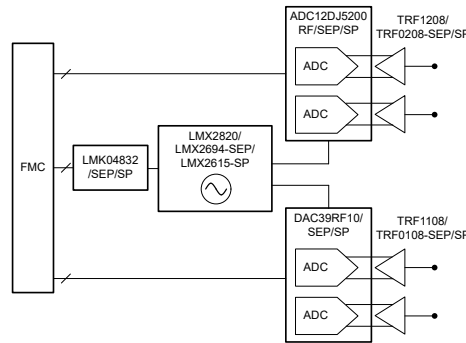 ADC12DJ5200
RF/SEP/SP
TRF1208/
TRF0208-SEP/SP
ADC
ADC
FMC
LMK04832
/SEP/SP
LMX2820/
LMX2694-SEP/
LMX2615-SP
DAC39RF10/
SEP/SP
TRF1108/
TRF0108-SEP/SP
ADC
ADC